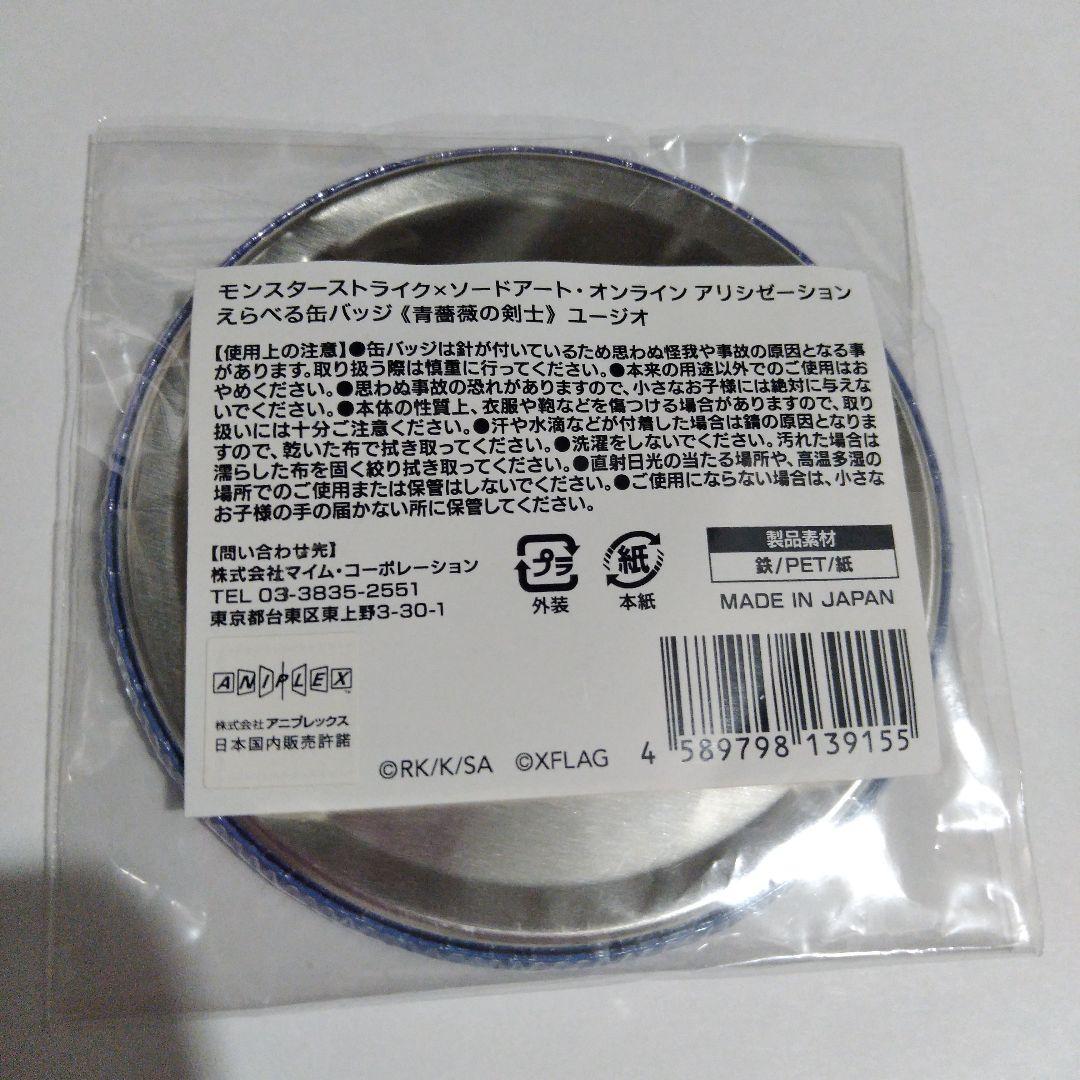 モンスターストライク×ソードアート・オンライン アリシゼーション
えらべる缶バッジ《青薔薇の剣士》ユージオ
【使用上の注意】●缶バッジは針が付いているため思わぬ怪我や事故の原因となる事
があります。取り扱う際は慎重に行ってください。●本来の用途以外でのご使用はお
やめください。●思わぬ事故の恐れがありますので、小さなお子様には絶対に与えな
いでください。●本体の性質上、衣服や鞄などを傷つける場合がありますので、取り
扱いには十分ご注意ください。●汗や水滴などが付着した場合は錆の原因となりま
すので、乾いた布で拭き取ってください。●洗濯をしないでください。汚れた場合は
濡らした布を固く絞り拭き取ってください。●直射日光の当たる場所や、高温多湿の
場所でのご使用または保管はしないでください。●ご使用にならない場合は、小さな
お子様の手の届かない所に保管してください。
【問い合わせ先】
株式会社マイム・コーポレーション
TEL 03-3835-2551
東京都台東区東上野3-30-1
プラ
外装
紙
本紙
製品素材
鉄/PET/紙
MADE IN JAPAN
ANIPLEX™
株式会社アニプレックス
日本国内販売許諾
©RK/K/SA ©XFLAG
4 589798 139155